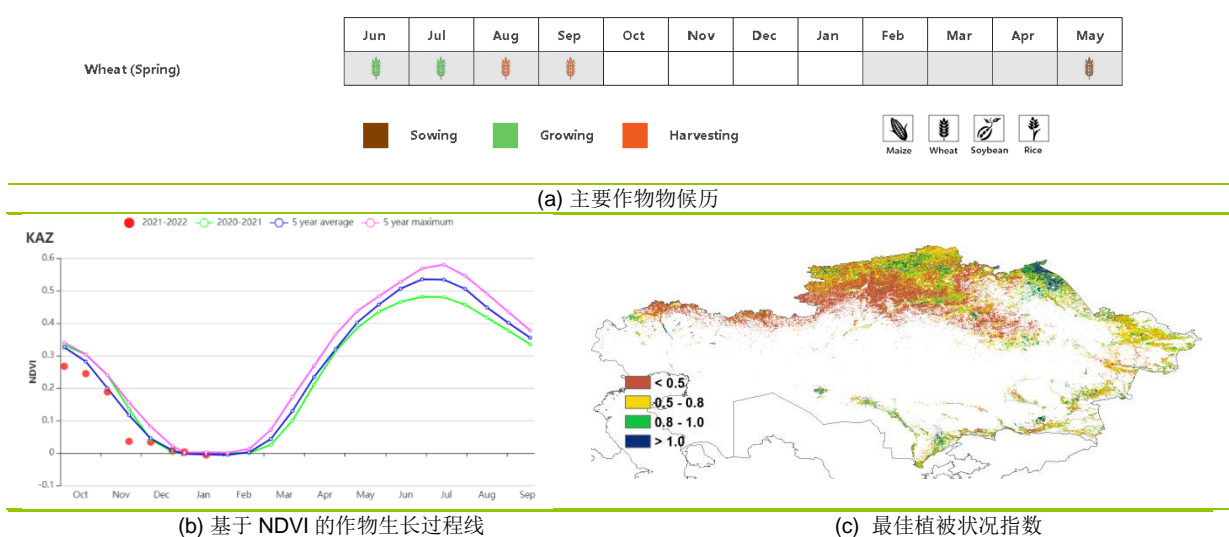 Jun Jul Aug Sep Oct Nov Dec Jan Feb Mar Apr May
Wheat (Spring)
Sowing Growing Harvesting
Maize Wheat Soybean Rice
(a) 主要作物物候历
2021-2022 2020-2021 5 year average 5 year maximum
KAZ
0.6
0.5
0.4
0.3
0.2
0.1
0
-0.1
NDVI
Oct Nov Dec Jan Feb Mar Apr May Jun Jul Aug Sep
(b) 基于 NDVI 的作物生长过程线
< 0.5
0.5 - 0.8
0.8 - 1.0
> 1.0
(c) 最佳植被状况指数